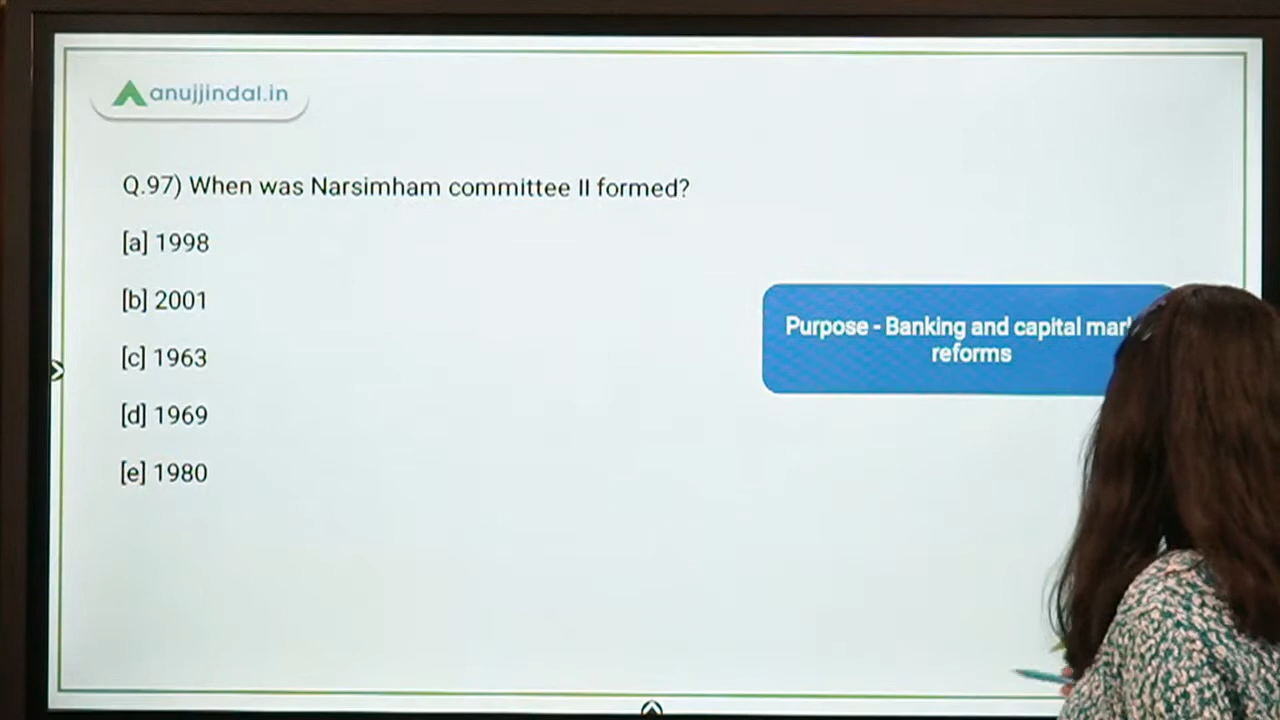 anujjindal.in
Q.97) When was Narsimham committee II formed?
[a] 1998
[b] 2001
[c] 1963
[d] 1969
[e] 1980
Purpose - Banking and capital
reforms